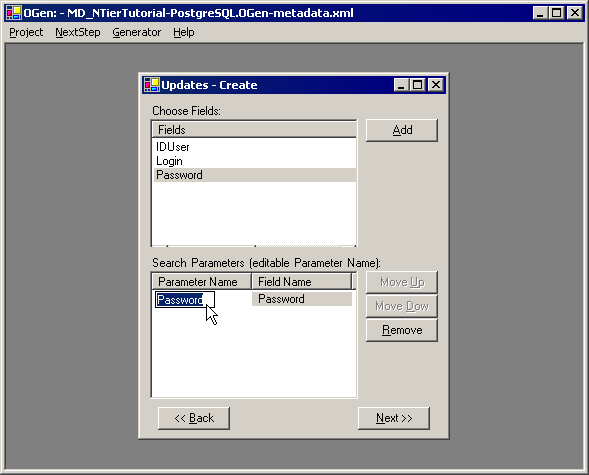 OGen: - MD_NTierTutorial-PostgreSQL.OGen-metadata.xml
Project NextStep Generator Help
Updates - Create
Choose Fields:
Fields
Add
IDUser
Login
Password
Search Parameters (editable Parameter Name):
Parameter Name Field Name
Move Up
Password Password
Move Dow
Remove
<< Back Next >>